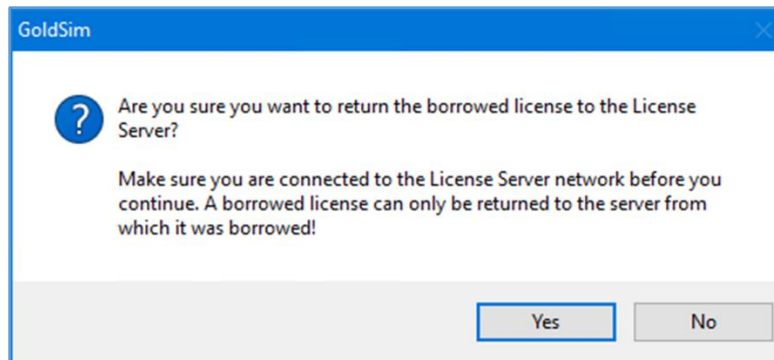 GoldSim
?
Are you sure you want to return the borrowed license to the License
Server?
Make sure you are connected to the License Server network before you
continue. A borrowed license can only be returned to the server from
which it was borrowed!
Yes No